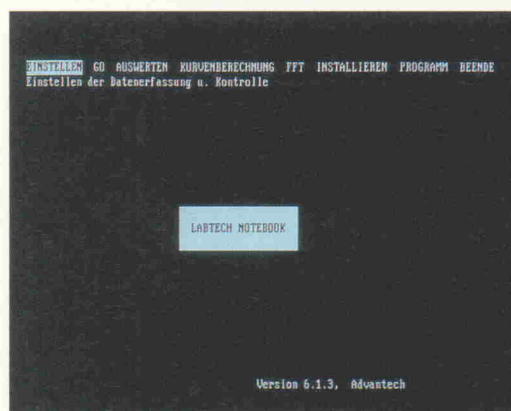 EINSTELLEN GO AUSWERTEN KURVENBERECHNUNG FFT INSTALLIEREN PROGRAMM BEENDE
Einstellen der Datenerfassung u. Kontrolle
LABTECH NOTEBOOK
Version 6.1.3, Advantech